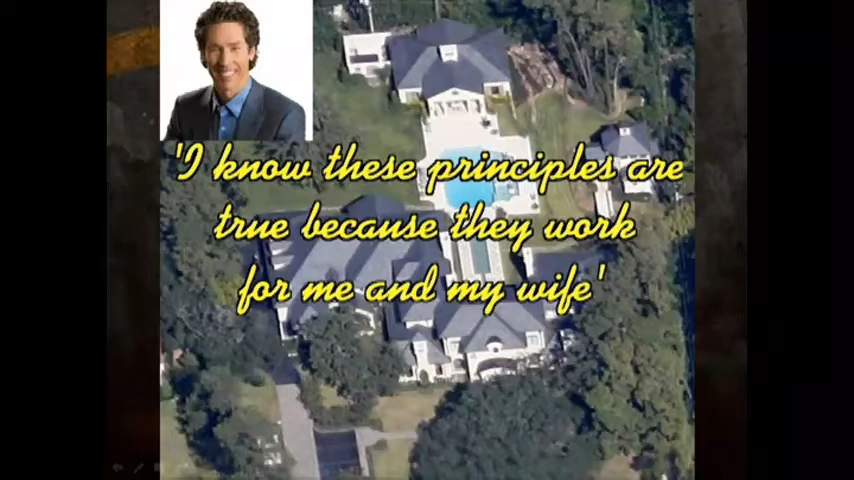 'I know these principles are
true because they work
for me and my wife'